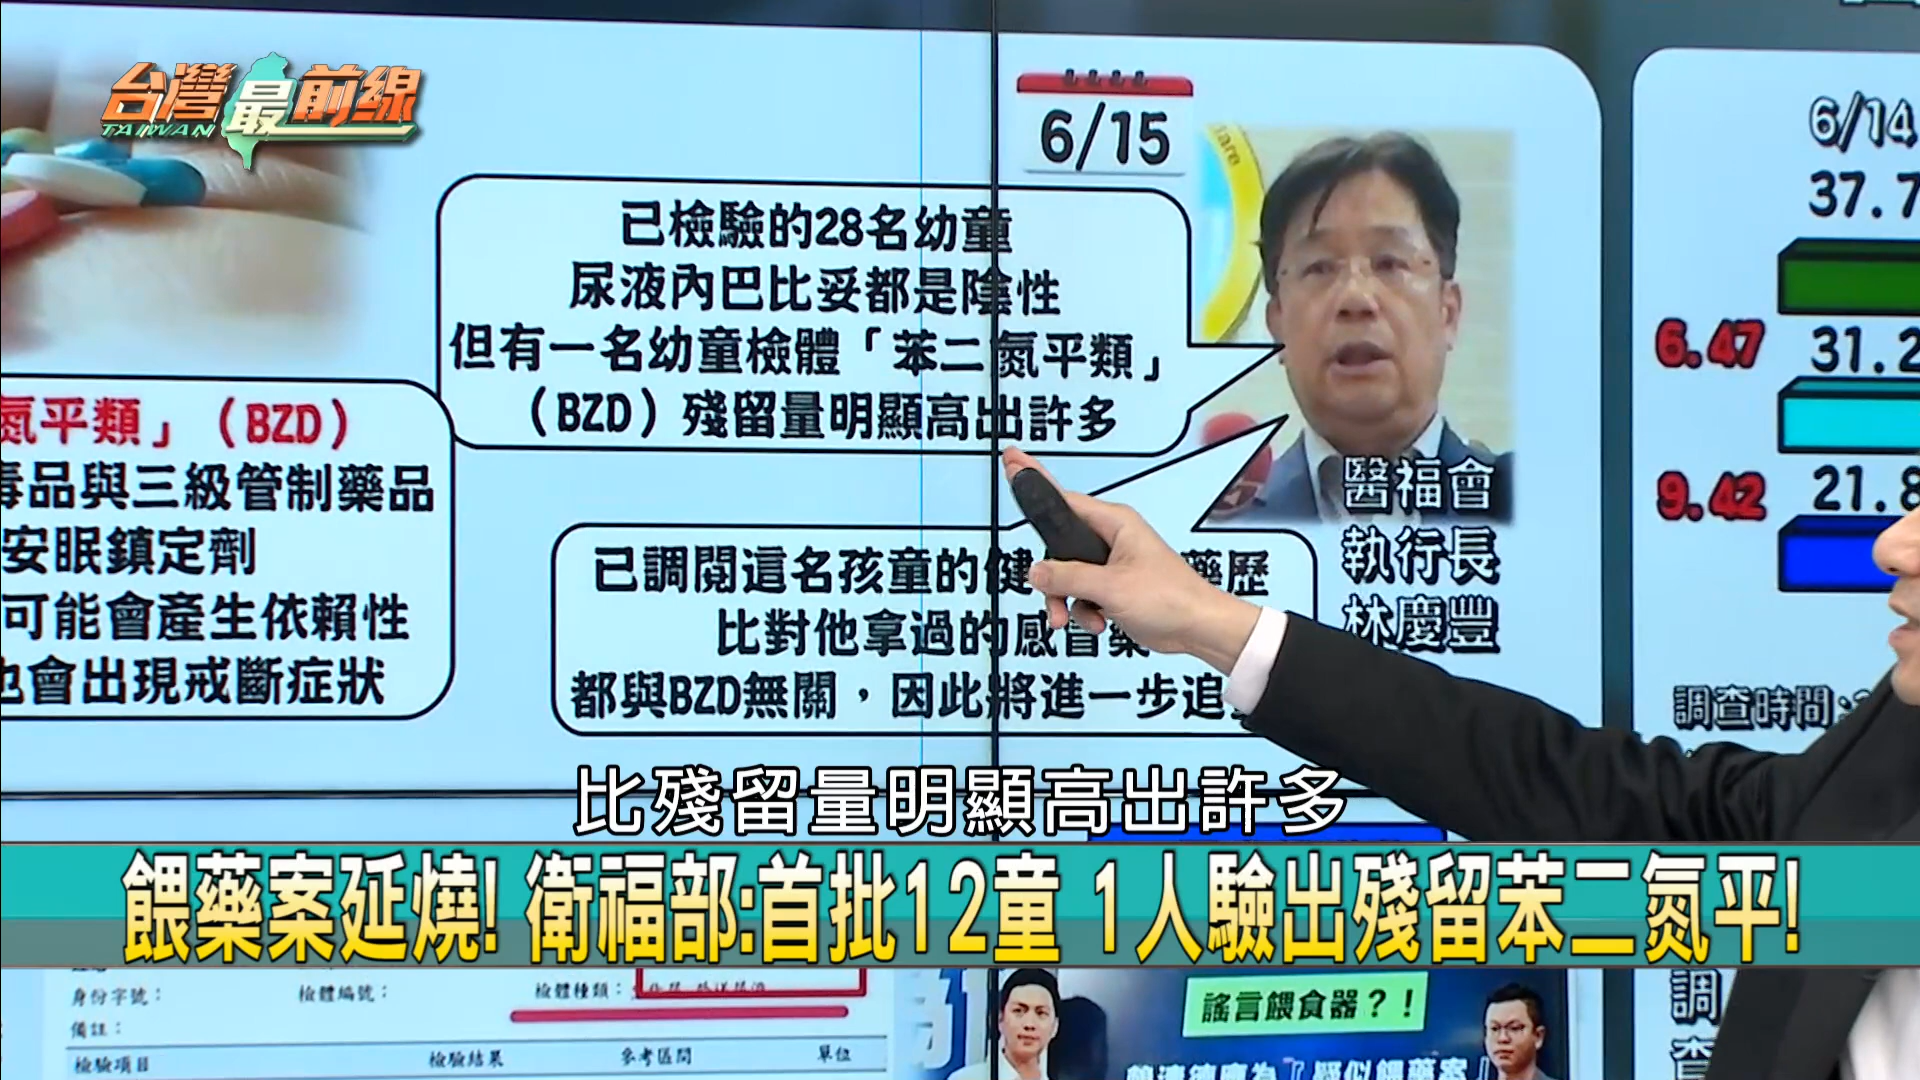 台灣最前線
TAIWAN
6/15
已檢驗的28名幼童
尿液內巴比妥都是陰性
但有一名幼童檢體「苯二氮平類」
（BZD）殘留量明顯高出許多
氮平類」（BZD）
毒品與三級管制藥品
安眠鎮定劑
可能會產生依賴性
也會出現戒斷症狀
已調閱這名孩童的健 藥歷
比對他拿過的感冒藥
都與BZD無關，因此將進一步追
醫福會
執行長
林慶豐
6/14
37.7
6.47
31.2
9.42
21.8
調查時間:
比殘留量明顯高出許多
餵藥案延燒! 衛福部:首批12童 1人驗出殘留苯二氮平!
身份字號：
檢體編號：
檢體種類：
備註：
檢驗項目
檢驗結果
參考區間
單位
謠言餵食器？！
調
查